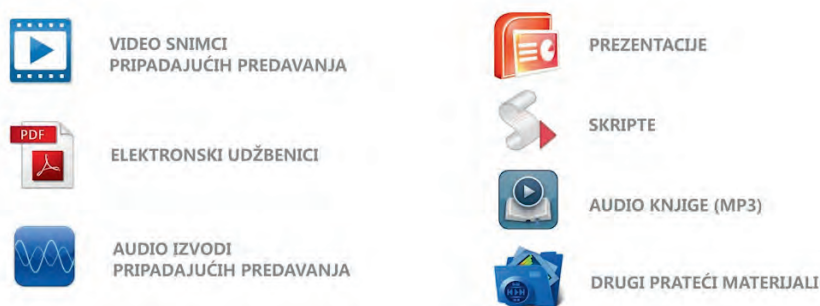 VIDEO SNIMCI
PRIPADAJUĆIH PREDAVANJA
PDF
ELEKTRONSKI UDŽBENICI
AUDIO IZVODI
PRIPADAJUĆIH PREDAVANJA
PREZENTACIJE
SKRIPTE
AUDIO KNJIGE (MP3)
DRUGI PRATEĆI MATERIJALI